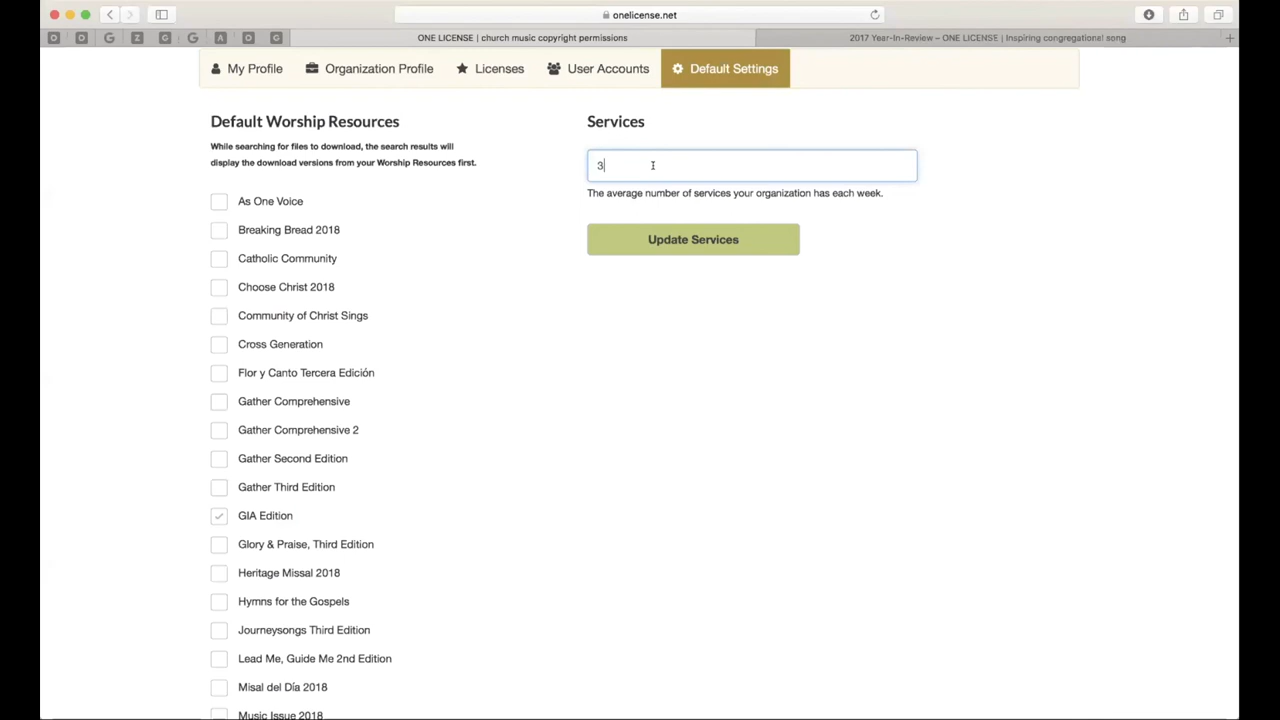 onelicense.net
ONE LICENSE | church music copyright permissions
2017 Year-In-Review – ONE LICENSE | Inspiring congregational song
My Profile
Organization Profile
Licenses
User Accounts
Default Settings
Default Worship Resources
While searching for files to download, the search results will
display the download versions from your Worship Resources first.
As One Voice
Breaking Bread 2018
Catholic Community
Choose Christ 2018
Community of Christ Sings
Cross Generation
Flor y Canto Tercera Edición
Gather Comprehensive
Gather Comprehensive 2
Gather Second Edition
Gather Third Edition
GIA Edition
Glory & Praise, Third Edition
Heritage Missal 2018
Hymns for the Gospels
Journeysongs Third Edition
Lead Me, Guide Me 2nd Edition
Misal del Día 2018
Music Issue 2018
Services
3
The average number of services your organization has each week.
Update Services